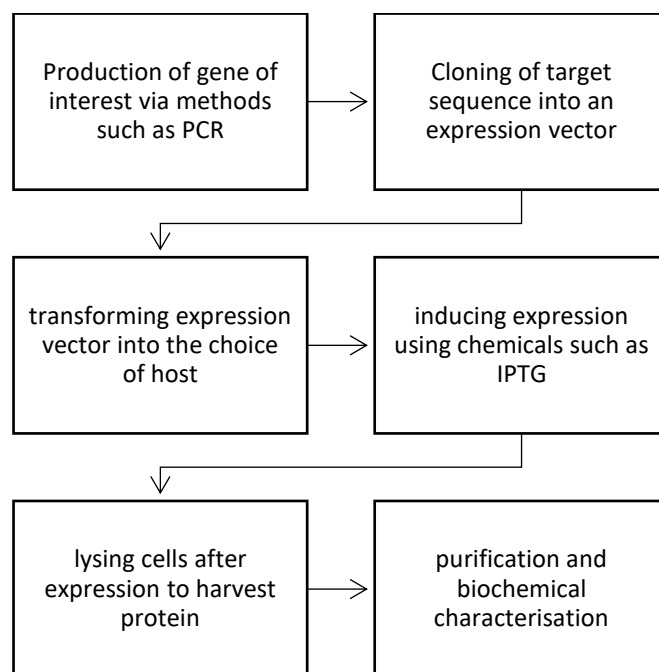 Production of gene of
interest via methods
such as PCR
Cloning of target
sequence into an
expression vector
transforming expression
vector into the choice
of host
inducing expression
using chemicals such as
IPTG
lysing cells after
expression to harvest
protein
purification and
biochemical
characterisation